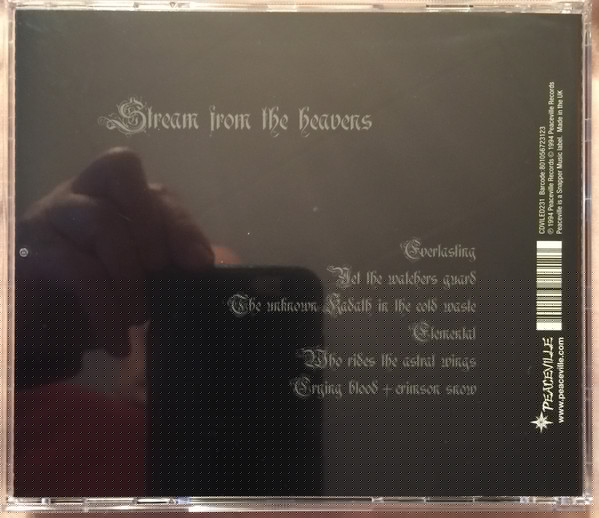 Stream from the heavens
Everlasting
Yet the watchers guard
The unknown Kadath in the cold waste
Elemental
Who rides the astral wings
Crying blood + crimson snow
CDVILED231 Barcode 801056723123
℗ 1994 Peaceville Records © 1994 Peaceville Records
Peaceville is a Snapper Music label. Made in the UK
PEACEVILLE
www.peaceville.com